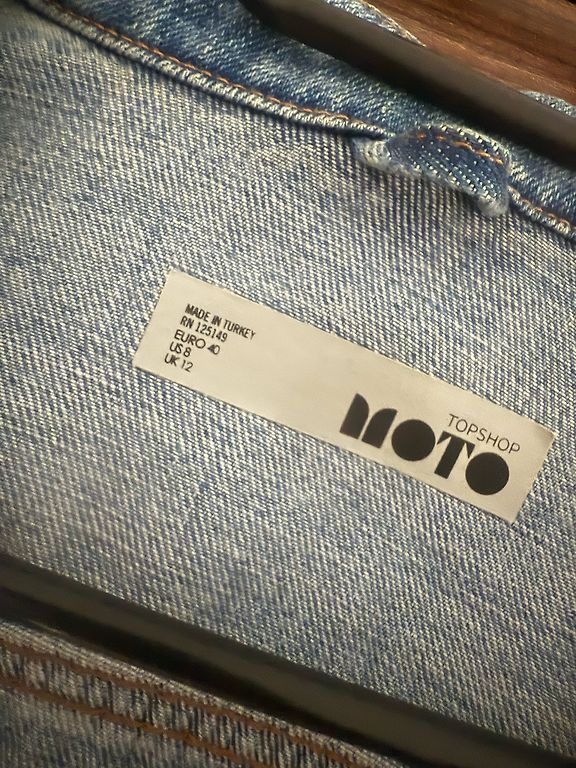 MADE IN TURKEY
RN 125149
EURO 40
US 8
UK 12
TOPSHOP
MOTO